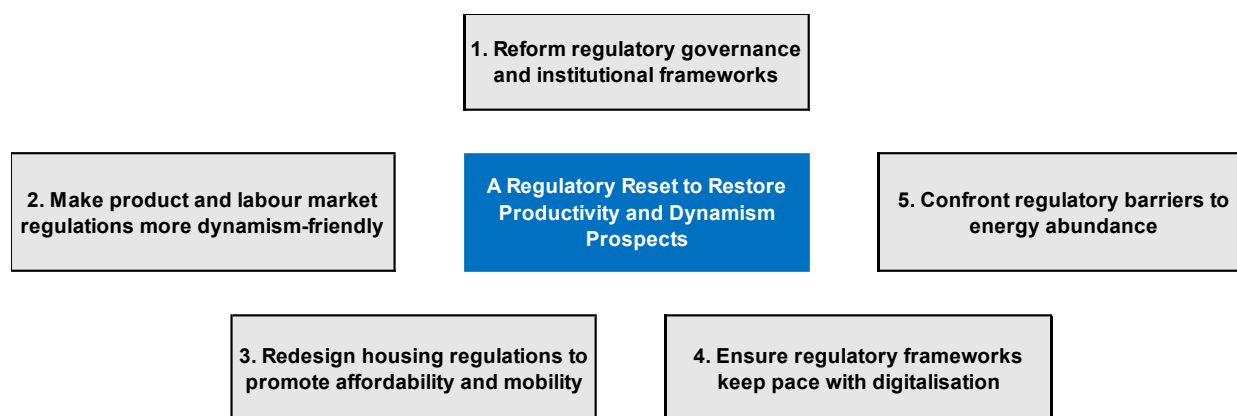 1. Reform regulatory governance
and institutional frameworks
2. Make product and labour market
regulations more dynamism-friendly
A Regulatory Reset to Restore
Productivity and Dynamism
Prospects
5. Confront regulatory barriers to
energy abundance
3. Redesign housing regulations to
promote affordability and mobility
4. Ensure regulatory frameworks
keep pace with digitalisation